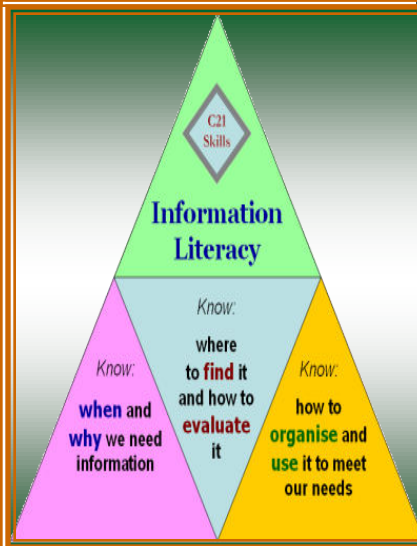 C21
Skills
Information
Literacy
Know:
when and
why we need
information
Know:
where
to find it
and how to
evaluate
it
Know:
how to
organise and
use it to meet
our needs